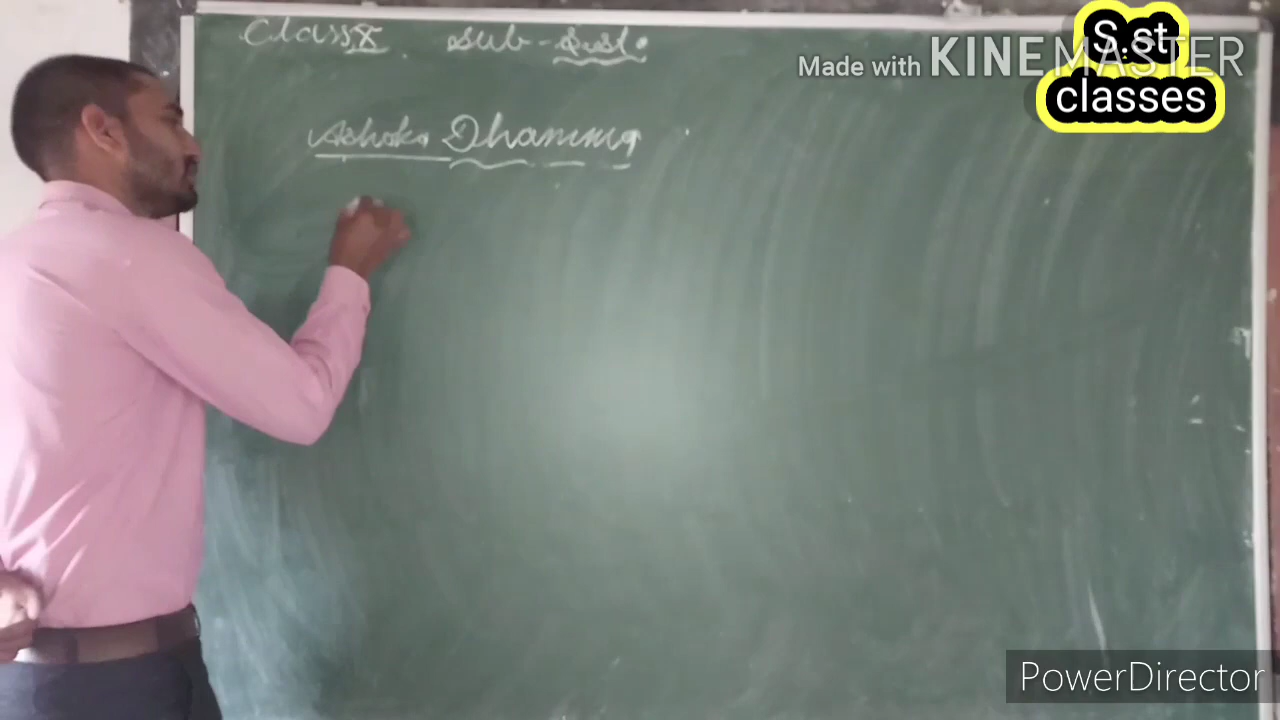 Class X Sub - S.st.
Ashoka Dhamma
Made with KINEMASTER
S.st
classes
PowerDirector